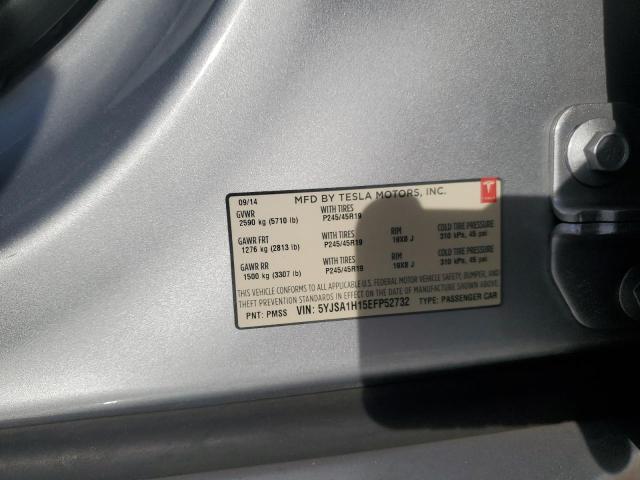 09/14 MFD BY TESLA MOTORS, INC.
GVWR WITH TIRES
2590 kg (5710 lb) P245/45R19
GAWR FRT WITH TIRES RIM COLD TIRE PRESSURE
1276 kg (2813 lb) P245/45R19 19X8 J 310 kPa, 45 psi
GAWR RR WITH TIRES RIM COLD TIRE PRESSURE
1500 kg (3307 lb) P245/45R19 19X8 J 310 kPa, 45 psi
THIS VEHICLE CONFORMS TO ALL APPLICABLE FEDERAL MOTOR VEHICLE SAFETY, BUMPER, AND
THEFT PREVENTION STANDARDS IN EFFECT ON THE DATE OF MANUFACTURE SHOWN ABOVE.
PNT: PMSS VIN: 5YJSA1H15EFP52732 TYPE: PASSENGER CAR